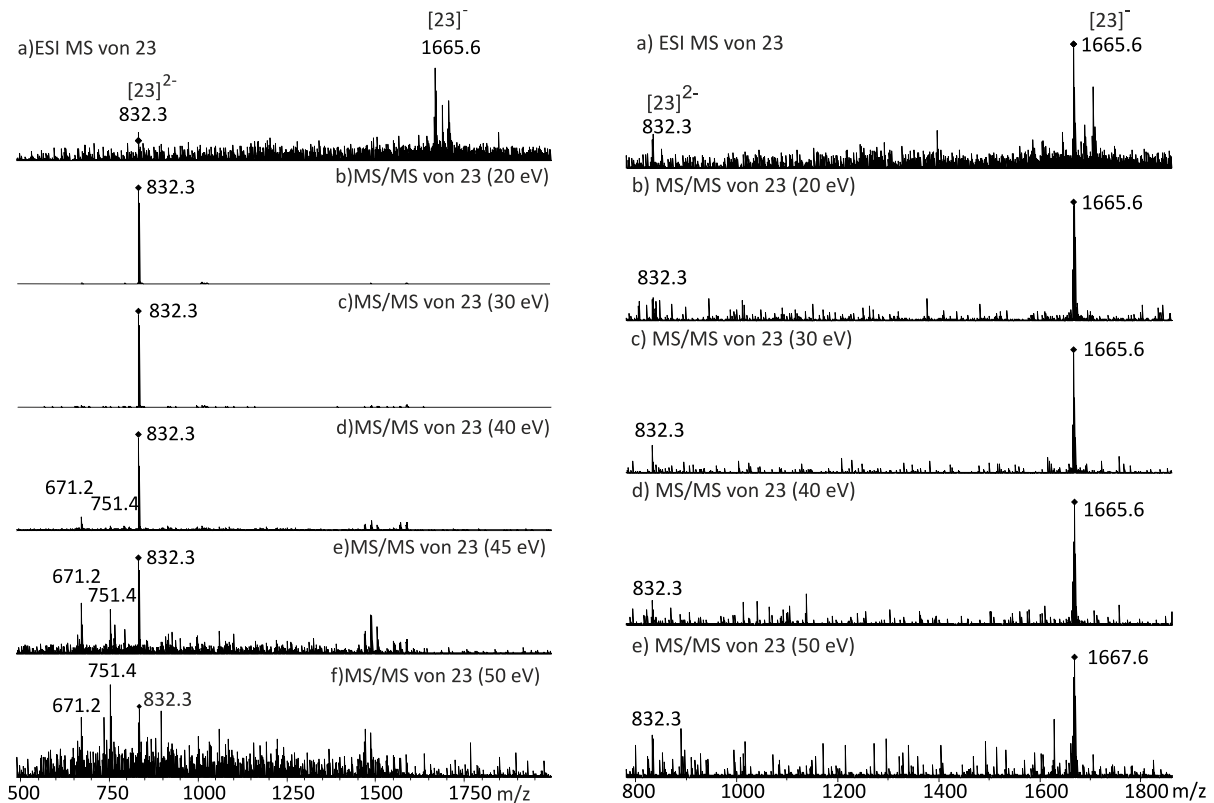 [23]-
a)ESI MS von 23
1665.6
[23]2-
832.3
b)MS/MS von 23 (20 eV)
832.3
c)MS/MS von 23 (30 eV)
832.3
d)MS/MS von 23 (40 eV)
832.3
671.2
751.4
e)MS/MS von 23 (45 eV)
832.3
671.2
751.4
751.4
f)MS/MS von 23 (50 eV)
671.2
832.3
500 750 1000 1250 1500 1750 m/z
[23]-
a) ESI MS von 23
1665.6
[23]2-
832.3
b) MS/MS von 23 (20 eV)
1665.6
832.3
c) MS/MS von 23 (30 eV)
1665.6
832.3
d) MS/MS von 23 (40 eV)
1665.6
832.3
e) MS/MS von 23 (50 eV)
1667.6
832.3
800 1000 1200 1400 1600 1800 m/z